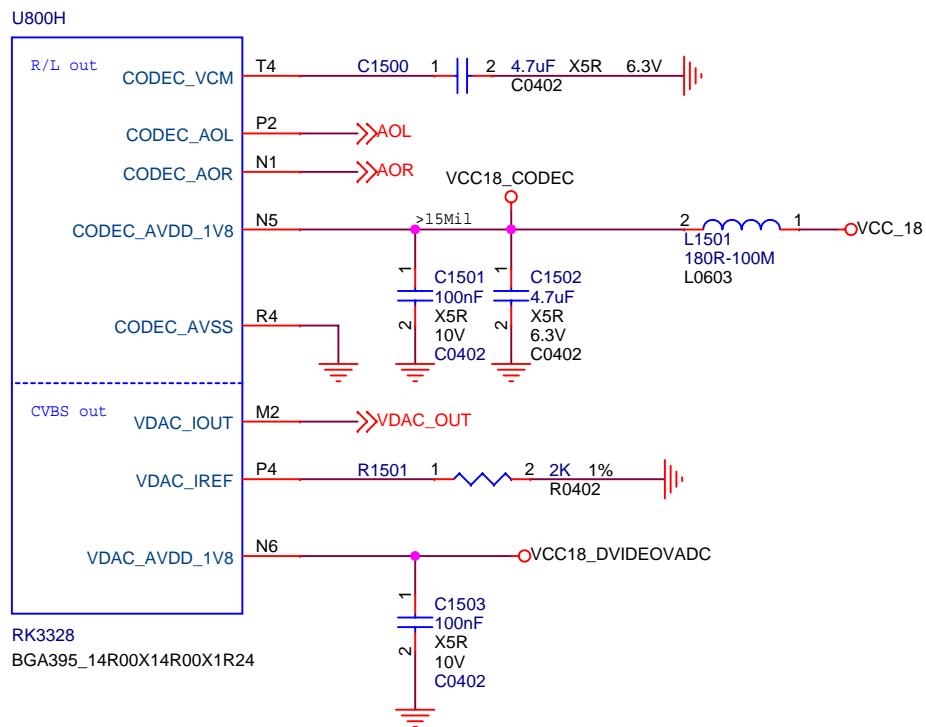 U800H
R/L out
CODEC_VCM T4 C1500 1 2 4.7uF X5R 6.3V
C0402
CODEC_AOL P2 AOL
CODEC_AOR N1 AOR
VCC18_CODEC
CODEC_AVDD_1V8 N5 >15Mil 2 1 VCC_18
L1501
180R-100M
L0603
1 C1501 1 C1502
100nF 4.7uF
X5R X5R
2 10V 2 6.3V
C0402 C0402
CODEC_AVSS R4
CVBS out
VDAC_IOUT M2 VDAC_OUT
VDAC_IREF P4 R1501 1 2 2K 1%
R0402
VDAC_AVDD_1V8 N6 VCC18_DVIDEOVADC
1 C1503
100nF
X5R
2 10V
C0402
RK3328
BGA395_14R00X14R00X1R24